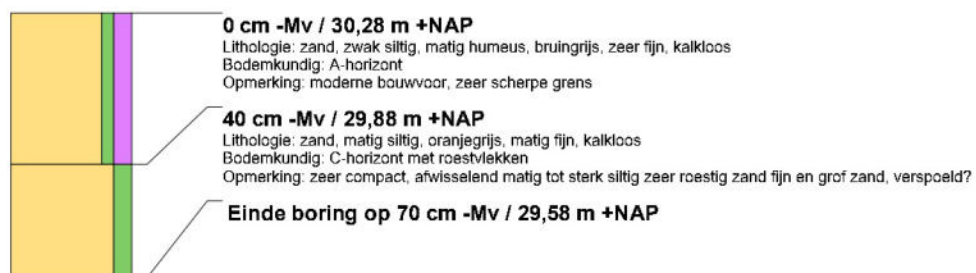 0 cm -Mv / 30,28 m +NAP
Lithologie: zand, zwak siltig, matig humeus, bruingrijs, zeer fijn, kalkloos
Bodemkundig: A-horizont
Opmerking: moderne bouwvoor, zeer scherpe grens
40 cm -Mv / 29,88 m +NAP
Lithologie: zand, matig siltig, oranjegrijs, matig fijn, kalkloos
Bodemkundig: C-horizont met roestvlekken
Opmerking: zeer compact, afwisselend matig tot sterk siltig zeer roestig zand fijn en grof zand, verspoeld?
Einde boring op 70 cm -Mv / 29,58 m +NAP